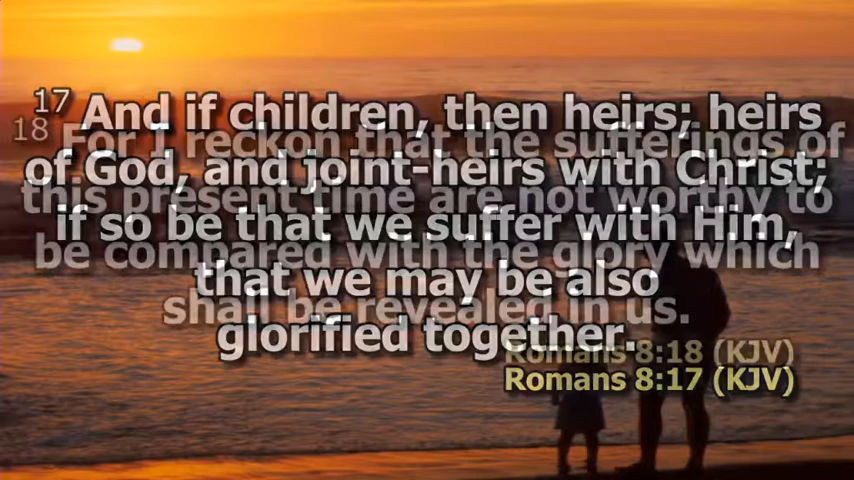 17 And if children, then heirs; heirs
of God, and joint-heirs with Christ;
if so be that we suffer with Him,
that we may be also
glorified together.
Romans 8:17 (KJV)
18 For I reckon that the sufferings of
this present time are not worthy to
be compared with the glory which
shall be revealed in us.
Romans 8:18 (KJV)